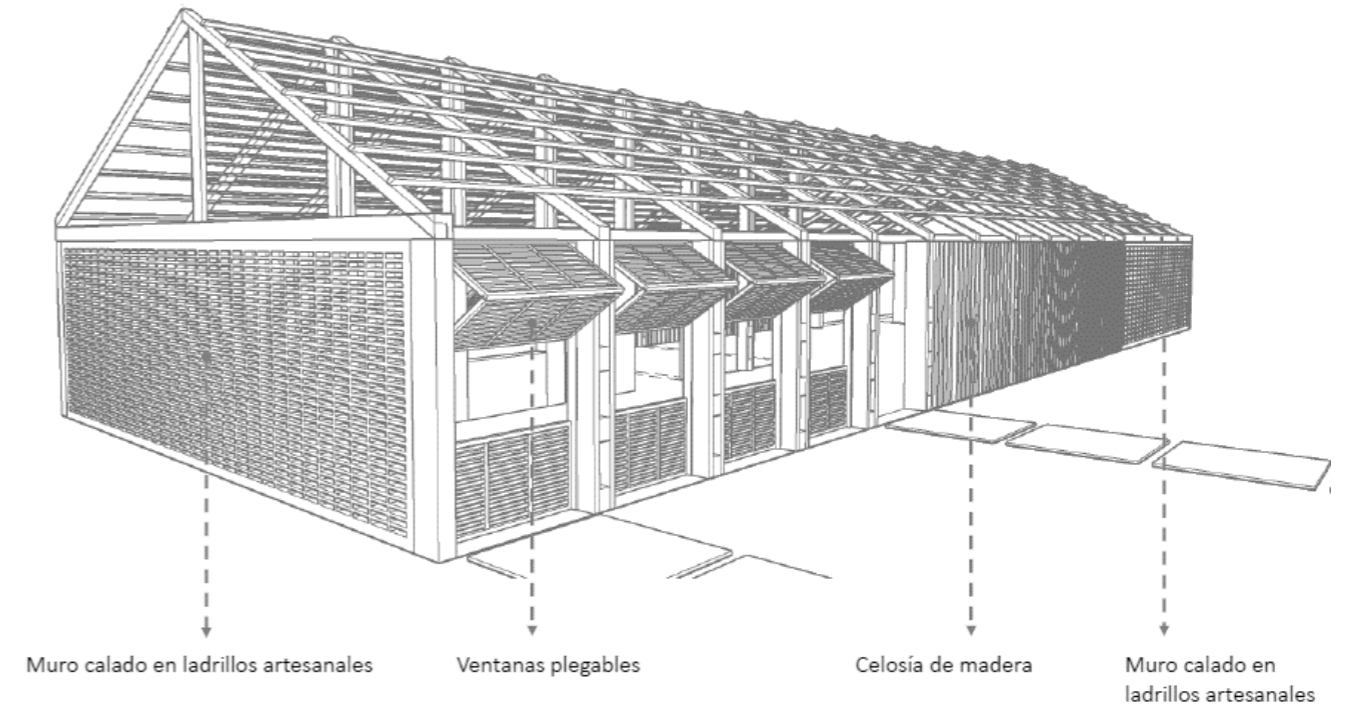 Muro calado en ladrillos artesanales
Ventanas plegables
Celosía de madera
Muro calado en
ladrillos artesanales